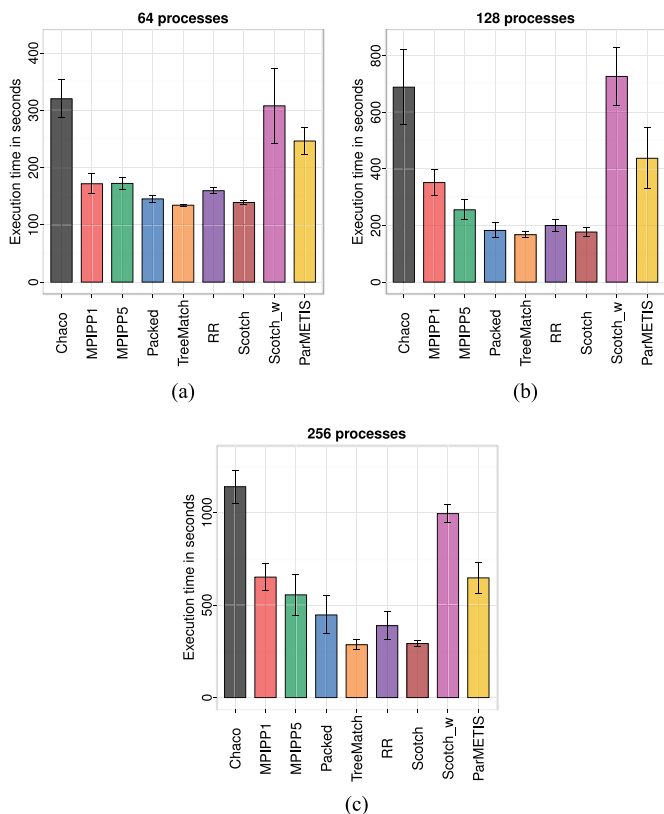 64 processes
Execution time in seconds
0
100
200
300
400
Chaco
MPIPP1
MPIPP5
Packed
TreeMatch
RR
Scotch
Scotch_w
ParMETIS
(a)
128 processes
Execution time in seconds
0
200
400
600
800
Chaco
MPIPP1
MPIPP5
Packed
TreeMatch
RR
Scotch
Scotch_w
ParMETIS
(b)
256 processes
Execution time in seconds
0
500
1000
Chaco
MPIPP1
MPIPP5
Packed
TreeMatch
RR
Scotch
Scotch_w
ParMETIS
(c)